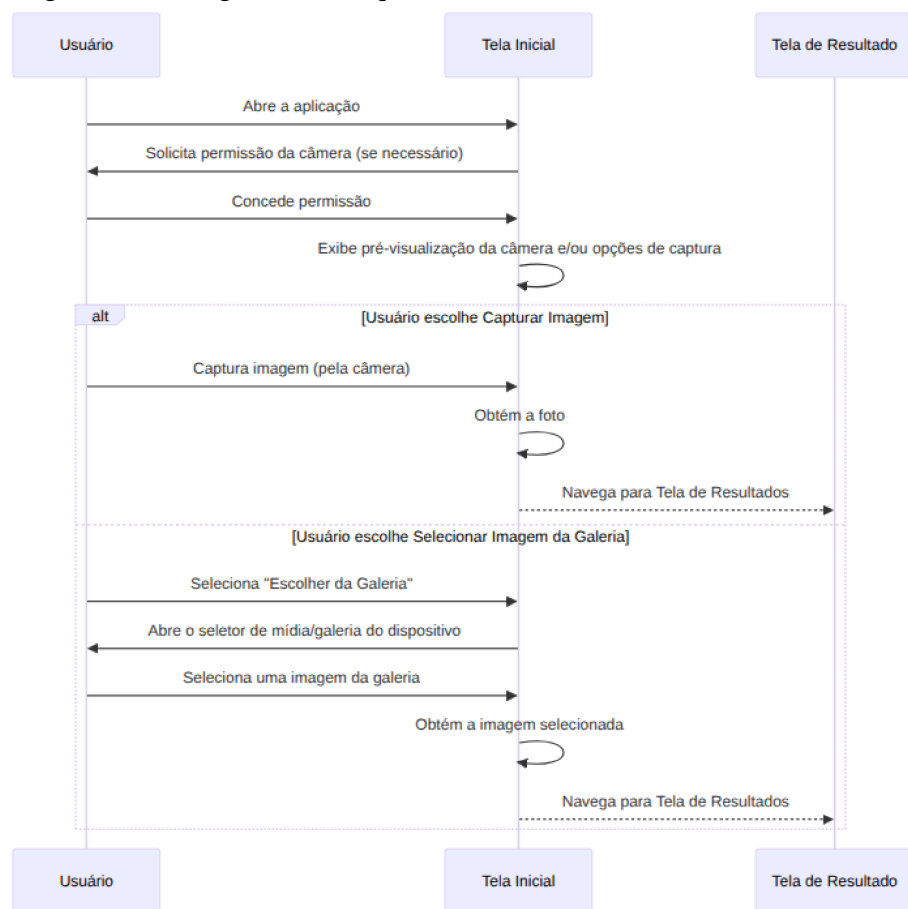 Usuário
Tela Inicial
Tela de Resultado
Abre a aplicação
Solicita permissão da câmera (se necessário)
Concede permissão
Exibe pré-visualização da câmera e/ou opções de captura
alt
[Usuário escolhe Capturar Imagem]
Captura imagem (pela câmera)
Obtém a foto
Navega para Tela de Resultados
[Usuário escolhe Selecionar Imagem da Galeria]
Seleciona "Escolher da Galeria"
Abre o seletor de mídia/galeria do dispositivo
Seleciona uma imagem da galeria
Obtém a imagem selecionada
Navega para Tela de Resultados
Usuário
Tela Inicial
Tela de Resultado